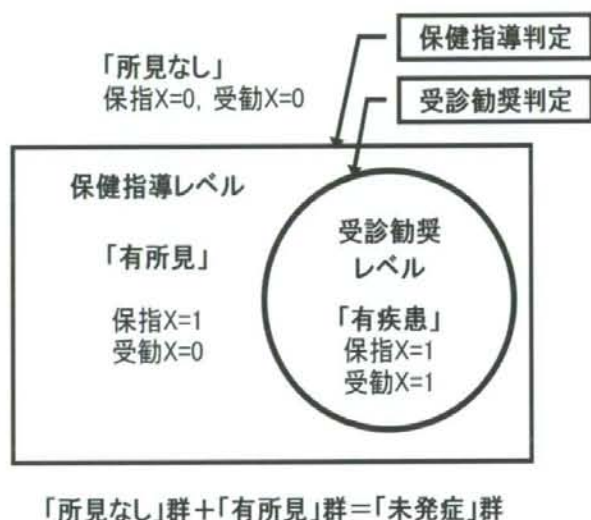 保健指導判定
「所見なし」
保指X=0, 受勧X=0
受診勧奨判定
保健指導レベル
受診勧奨
レベル
「有所見」
「有疾患」
保指X=1
受勧X=0
保指X=1
受勧X=1
「所見なし」群+「有所見」群=「未発症」群